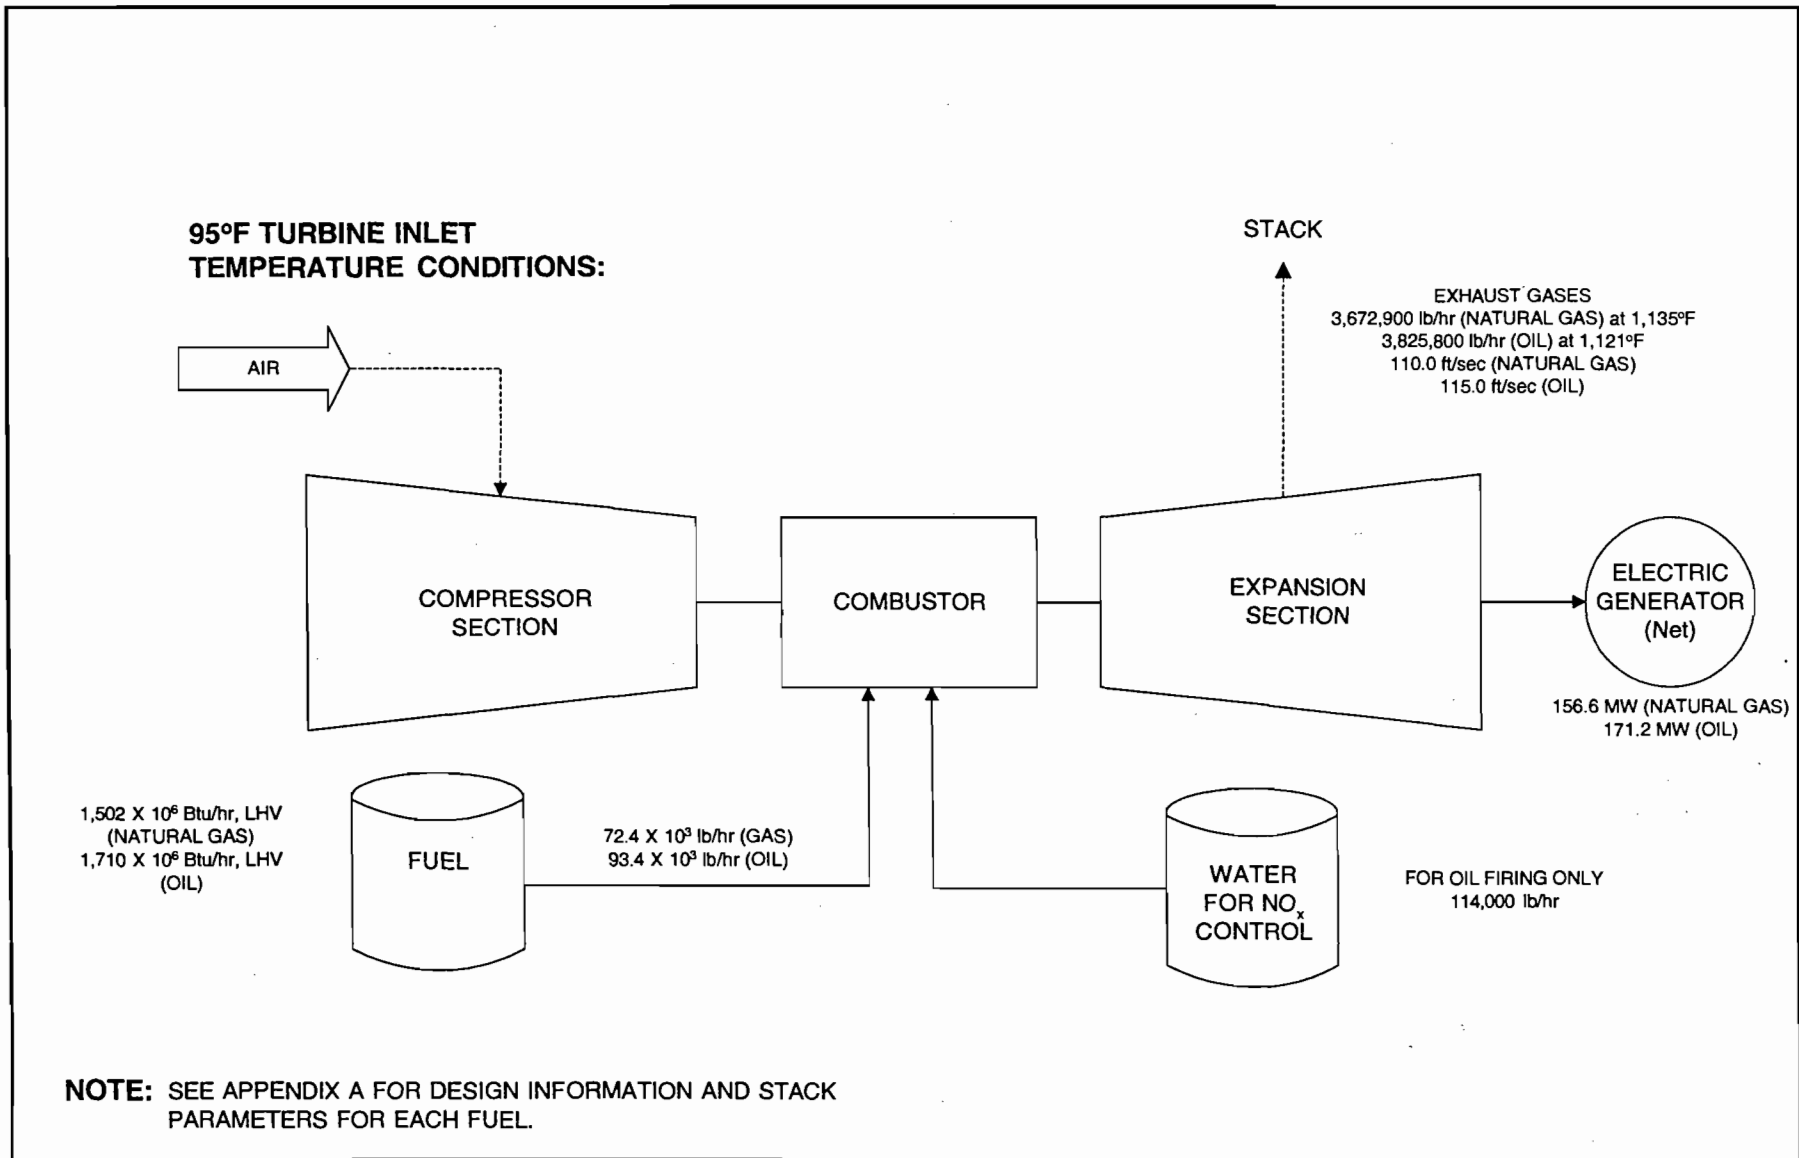 95ºF TURBINE INLET
TEMPERATURE CONDITIONS:
STACK
EXHAUST GASES
3,672,900 lb/hr (NATURAL GAS) at 1,135ºF
3,825,800 lb/hr (OIL) at 1,121ºF
110.0 ft/sec (NATURAL GAS)
115.0 ft/sec (OIL)
AIR
COMPRESSOR
SECTION
COMBUSTOR
EXPANSION
SECTION
ELECTRIC
GENERATOR
(Net)
156.6 MW (NATURAL GAS)
171.2 MW (OIL)
1,502 X 10⁶ Btu/hr, LHV
(NATURAL GAS)
1,710 X 10⁶ Btu/hr, LHV
(OIL)
FUEL
72.4 X 10³ lb/hr (GAS)
93.4 X 10³ lb/hr (OIL)
WATER
FOR NOₓ
CONTROL
FOR OIL FIRING ONLY
114,000 lb/hr
NOTE: SEE APPENDIX A FOR DESIGN INFORMATION AND STACK
PARAMETERS FOR EACH FUEL.